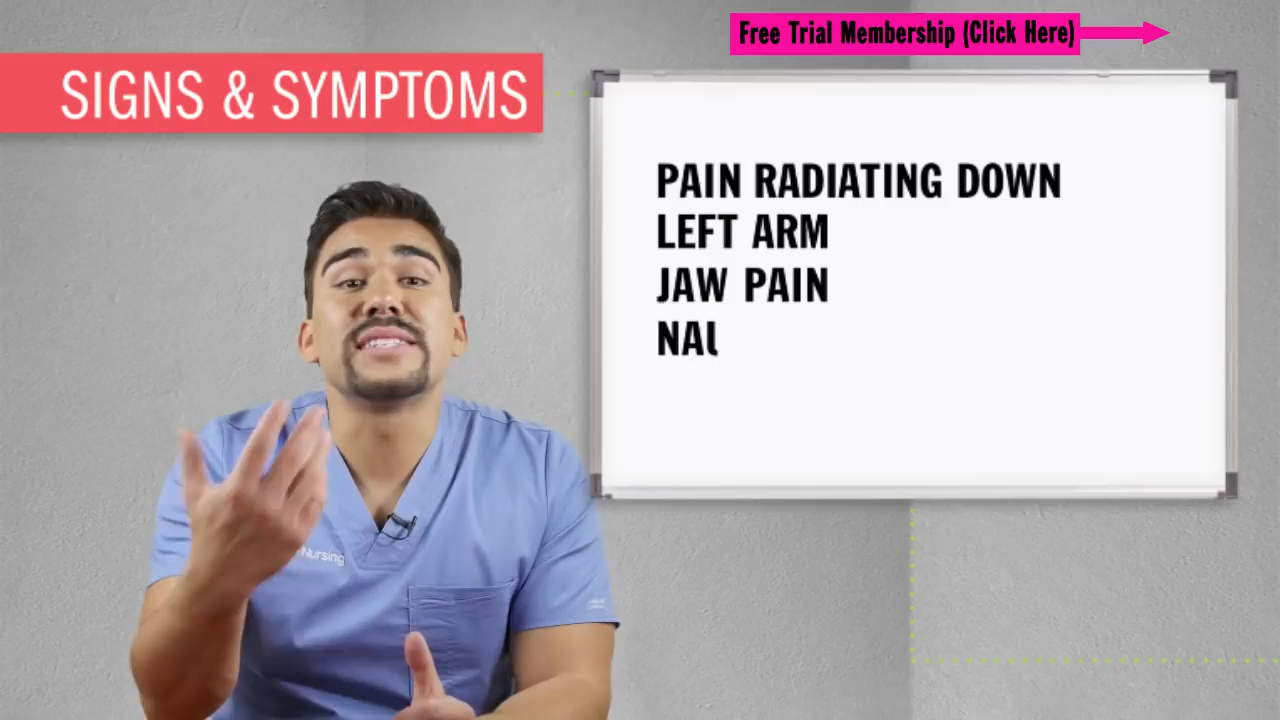 Free Trial Membership (Click Here)
SIGNS & SYMPTOMS
PAIN RADIATING DOWN
LEFT ARM
JAW PAIN
NAU
Nursing